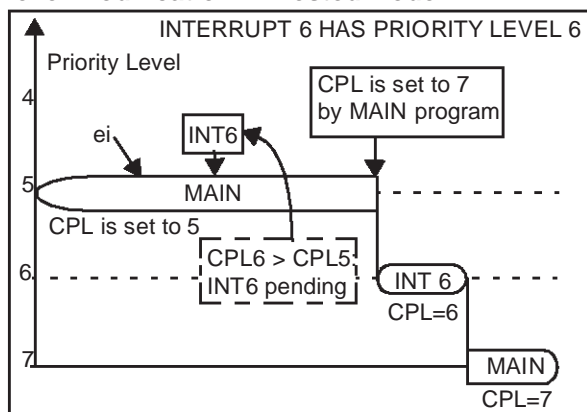 INTERRUPT 6 HAS PRIORITY LEVEL 6
Priority Level
CPL is set to 7
by MAIN program
4
INT6
ei
5
MAIN
CPL is set to 5
CPL6 > CPL5
INT6 pending
6
INT 6
CPL=6
7
MAIN
CPL=7